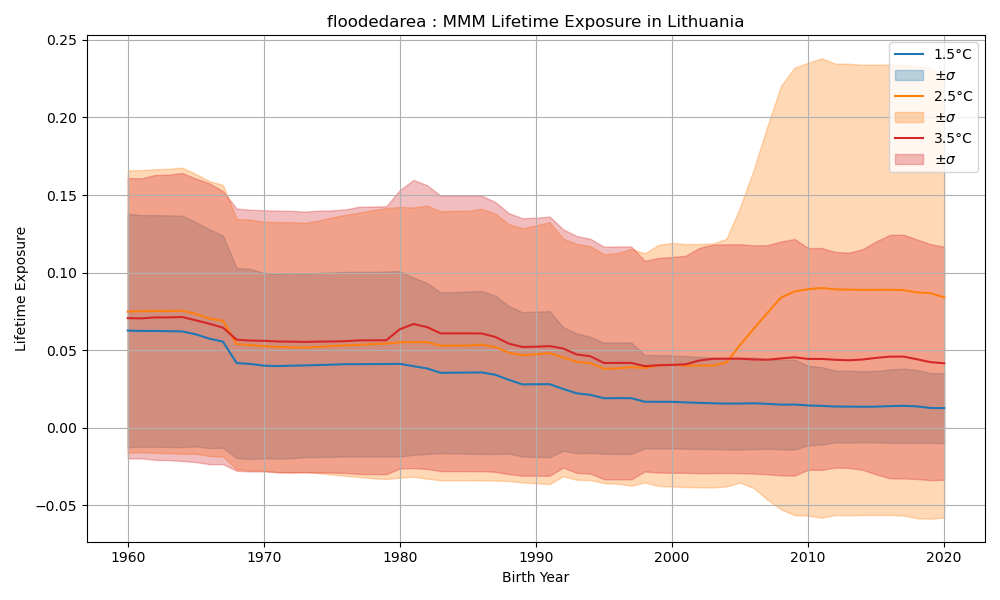 floodedarea : MMM Lifetime Exposure in Lithuania
0.25
0.20
0.15
0.10
0.05
0.00
−0.05
Lifetime Exposure
1960
1970
1980
1990
2000
2010
2020
Birth Year
1.5°C
±σ
2.5°C
±σ
3.5°C
±σ